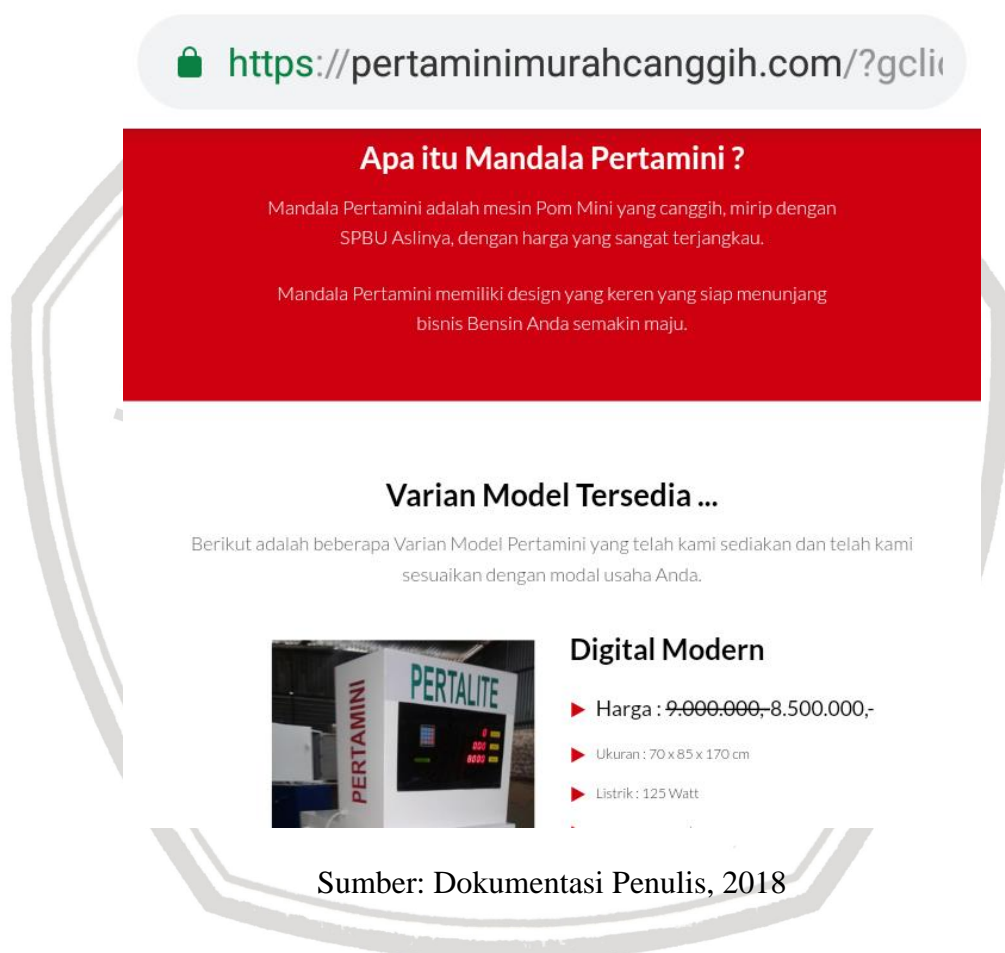 https://pertaminimurahcanggih.com/?gcli
Apa itu Mandala Pertamini ?
Mandala Pertamini adalah mesin Pom Mini yang canggih, mirip dengan
SPBU Aslinya, dengan harga yang sangat terjangkau.
Mandala Pertamini memiliki design yang keren yang siap menunjang
bisnis Bensin Anda semakin maju.
Varian Model Tersedia ...
Berikut adalah beberapa Varian Model Pertamini yang telah kami sediakan dan telah kami
sesuaikan dengan modal usaha Anda.
PERTALITE
PERTAMINI
0
000
8000
Digital Modern
Harga : 9.000.000,-8.500.000,-
Ukuran : 70 x 85 x 170 cm
Listrik : 125 Watt
Sumber: Dokumentasi Penulis, 2018